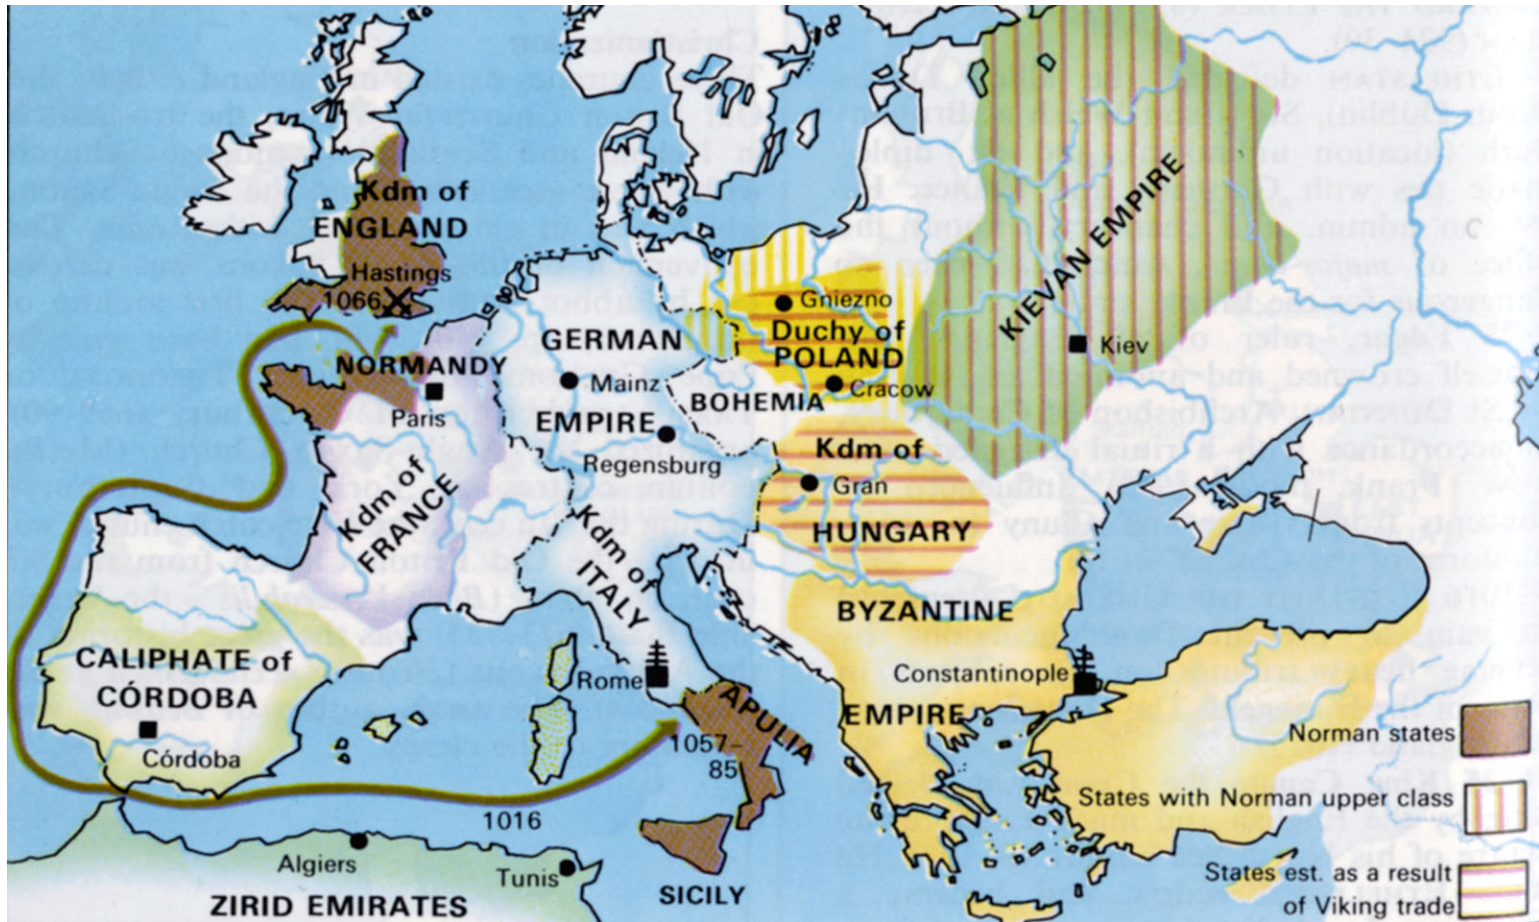 Kdm of
ENGLAND
Hastings
1066
NORMANDY
Paris
Kdm of
FRANCE
GERMAN
Mainz
EMPIRE
Regensburg
BOHEMIA
Gniezno
Duchy of
POLAND
Cracow
KIEVAN EMPIRE
Kiev
Kdm of
Gran
HUNGARY
Kdm of
ITALY
Rome
APULIA
1057–
85
BYZANTINE
Constantinople
EMPIRE
CALIPHATE of
CÓRDOBA
Córdoba
1016
Algiers
Tunis
SICILY
ZIRID EMIRATES
Norman states
States with Norman upper class
States est. as a result
of Viking trade